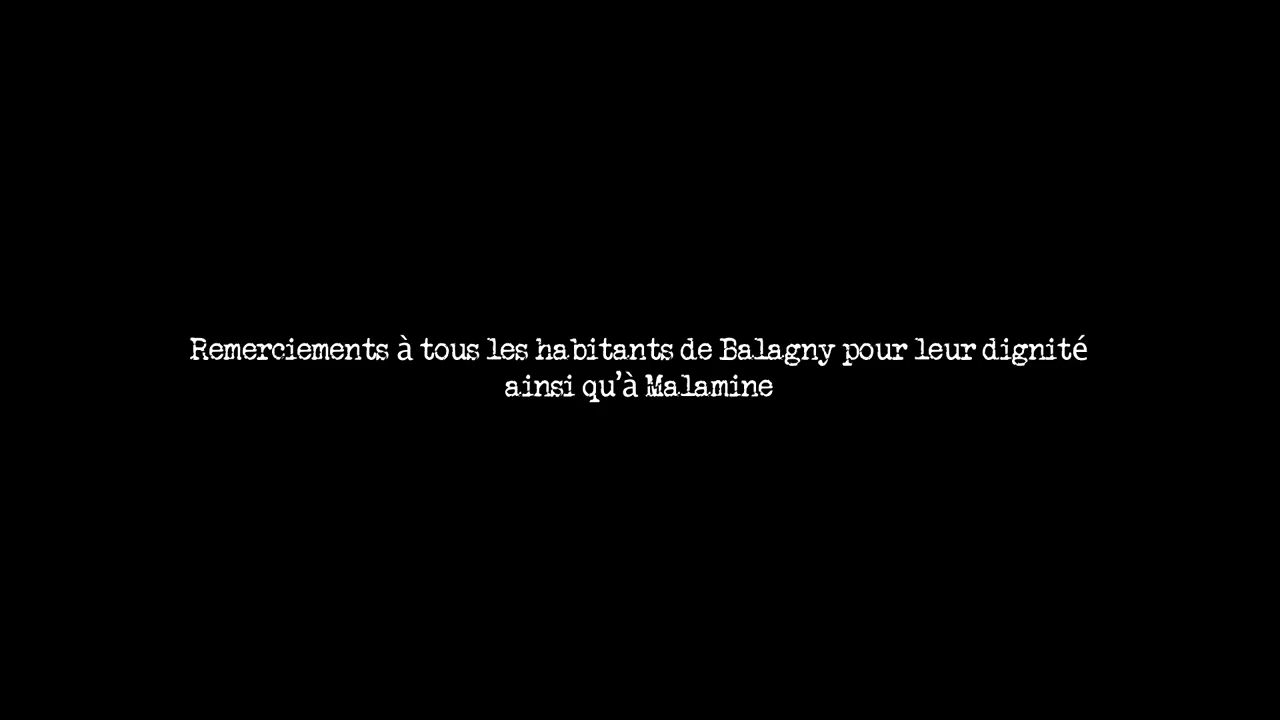 Remerciements à tous les habitants de Balagny pour leur dignité
ainsi qu'à Malamine